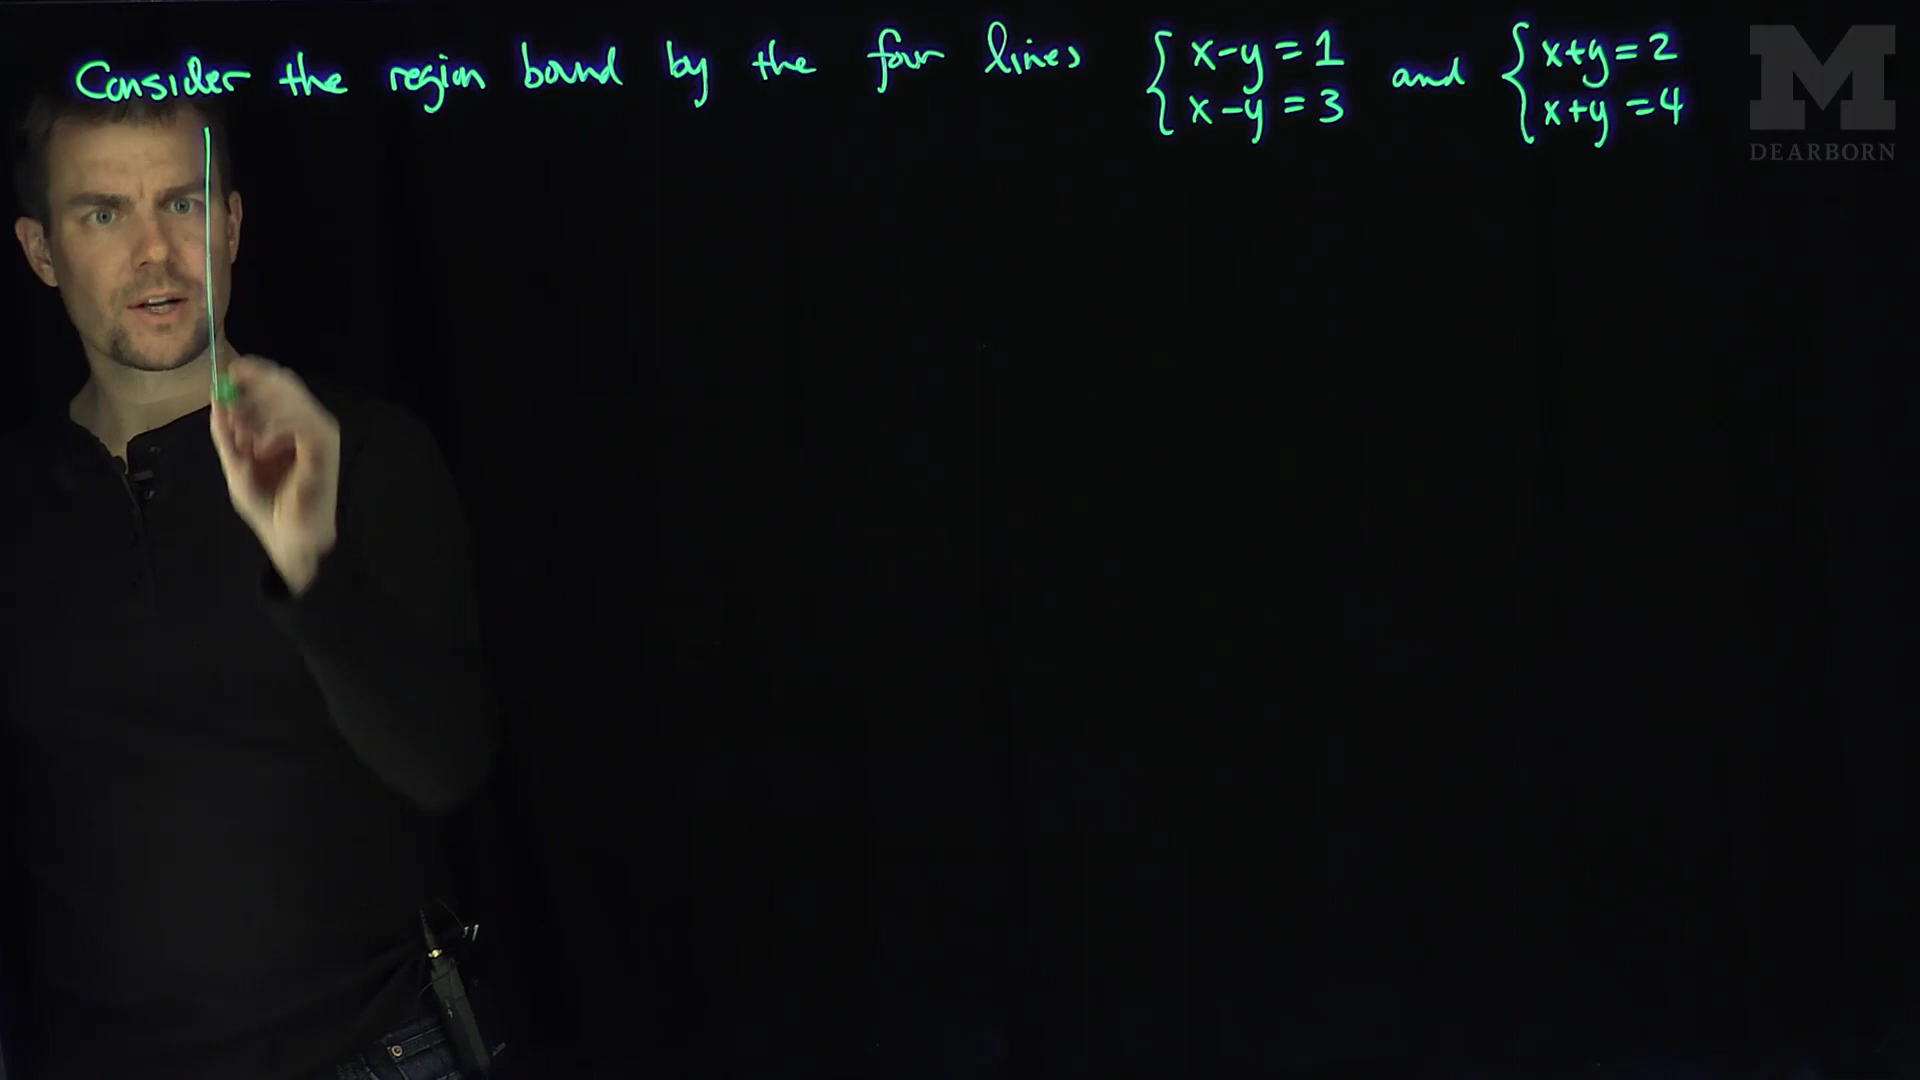 Consider the region bound by the four lines { x-y=1 and { x+y=2
x-y=3 x+y=4
M
DEARBORN